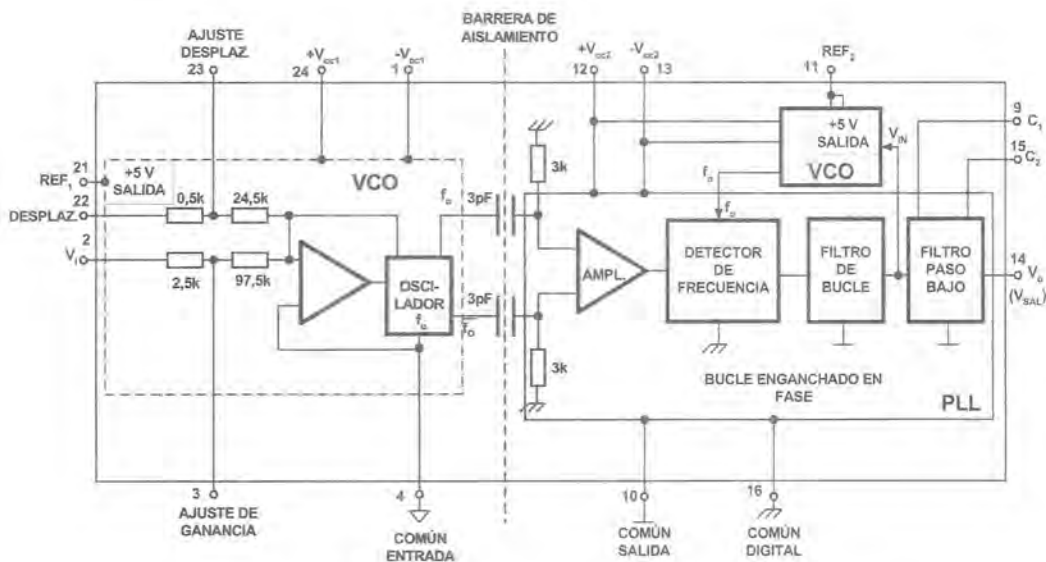 BARRERA DE
AISLAMIENTO
AJUSTE
DESPLAZ.
23
+Vcc1
24
-Vcc1
1
+Vcc2
12
-Vcc2
13
REF2
11
9
C1
15
C2
+5 V
SALIDA
VCO
VIN
fo
fo
3k
21
REF1
+5 V
SALIDA
VCO
22
DESPLAZ.
0,5k
24,5k
fo
3pF
2
VI
2,5k
97,5k
OSCI-
LADOR
fo
3pF
fo
AMPL.
DETECTOR
DE
FRECUENCIA
FILTRO
DE
BUCLE
FILTRO
PASO
BAJO
14
Vo
(VSAL)
3k
BUCLE ENGANCHADO EN
FASE
PLL
3
AJUSTE DE
GANANCIA
4
COMÚN
ENTRADA
10
COMÚN
SALIDA
16
COMÚN
DIGITAL